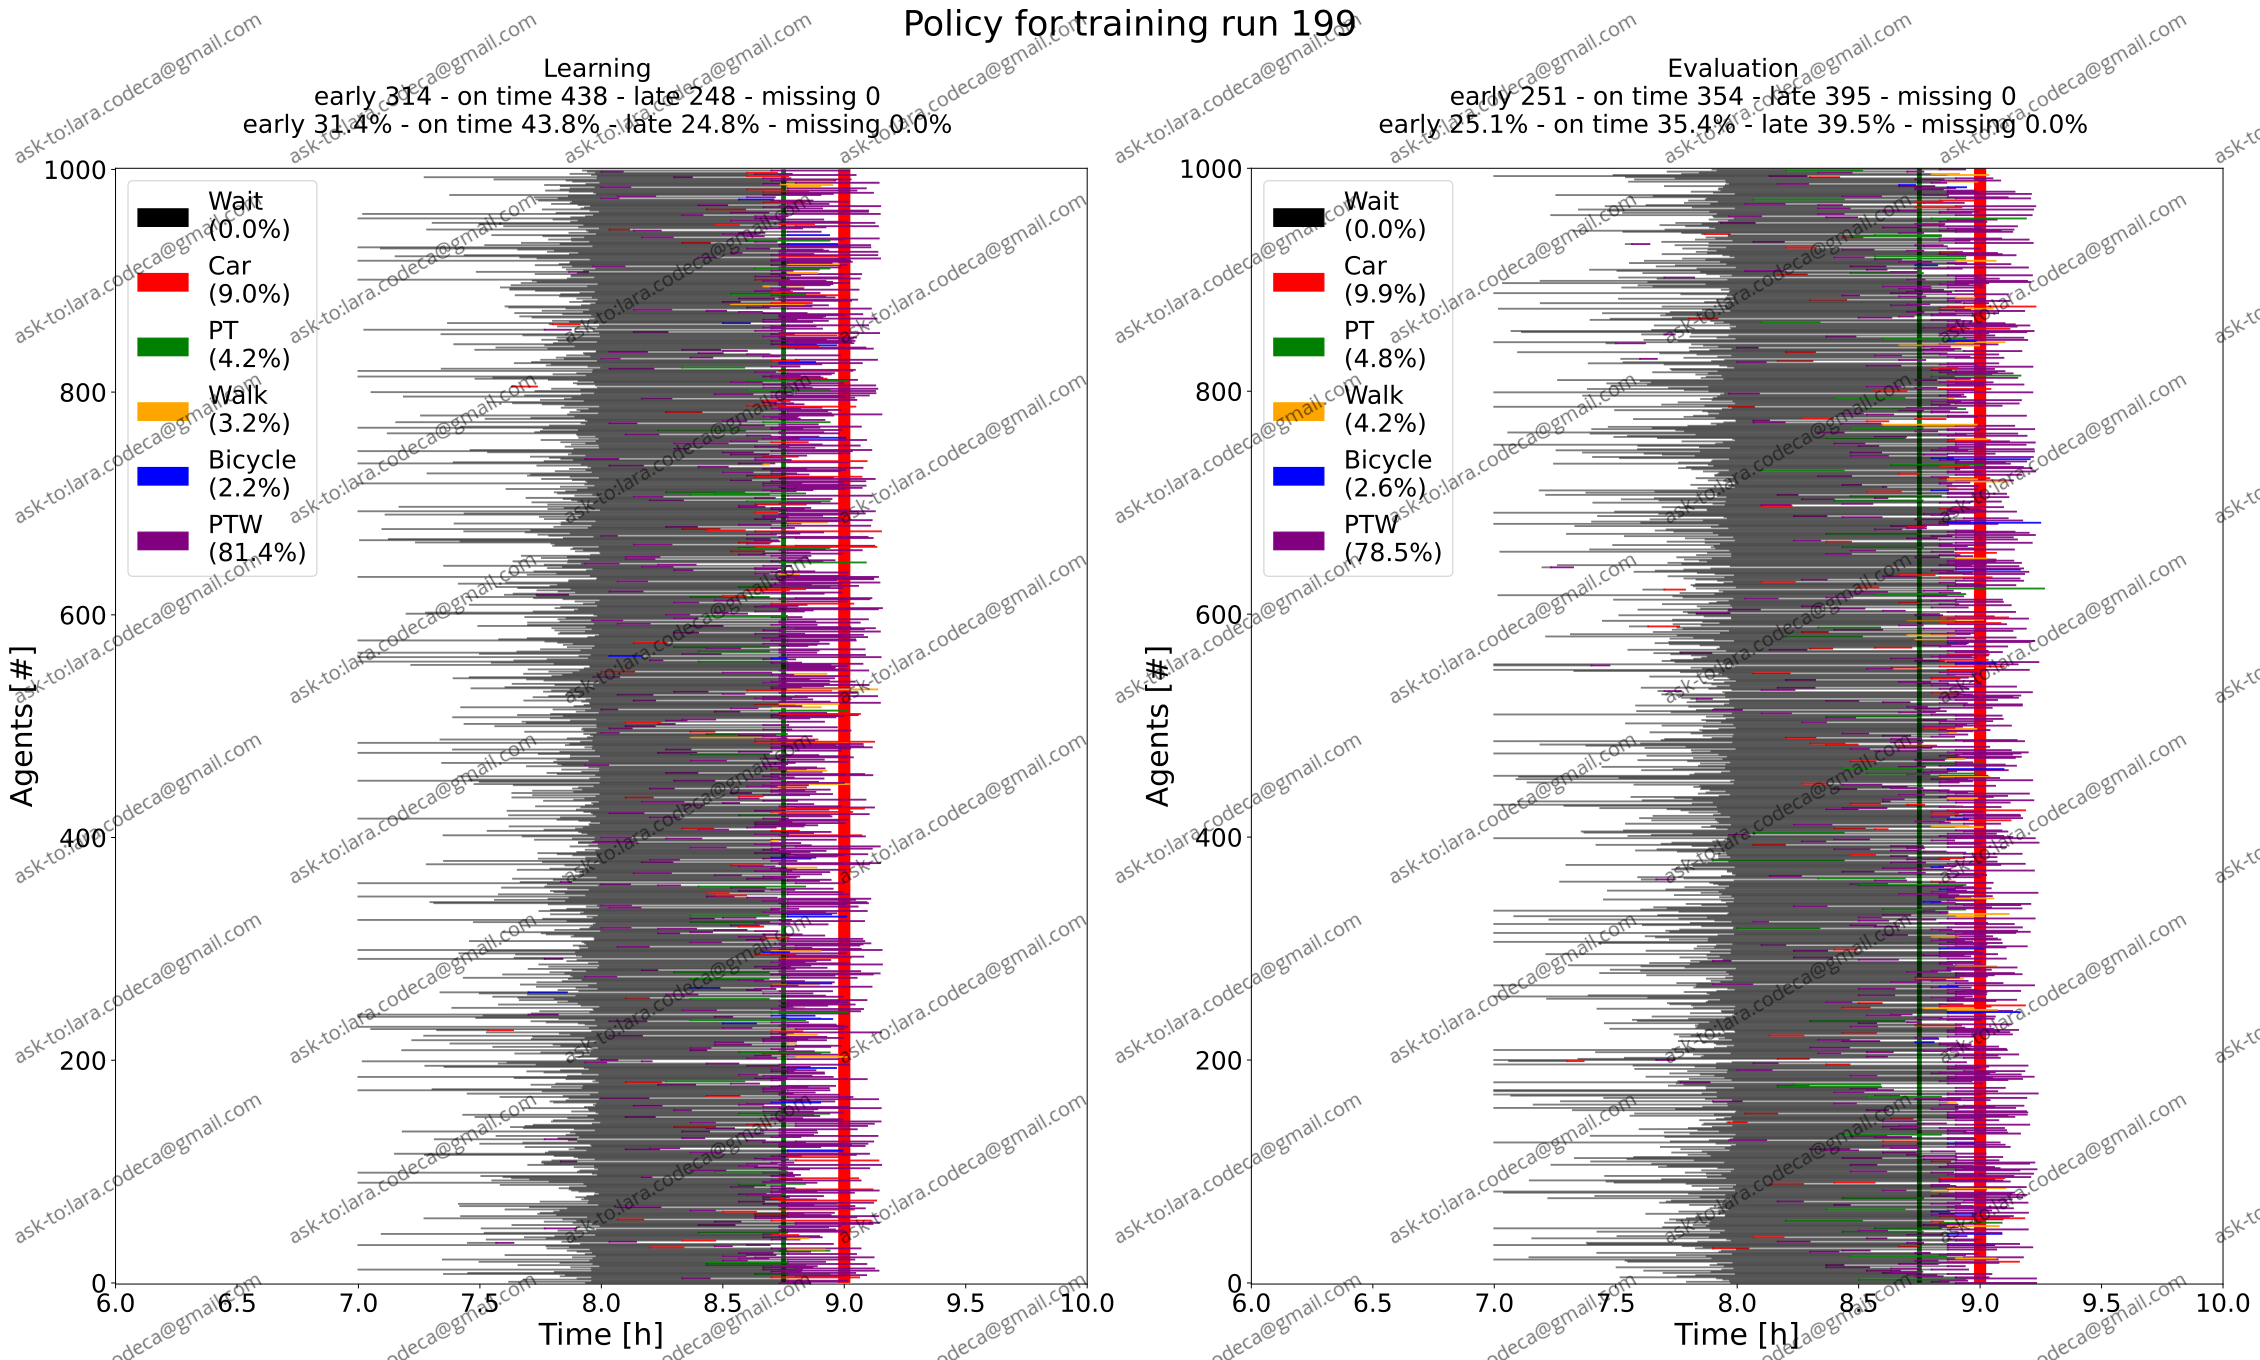 Policy for training run 199
Learning
early 314 - on time 438 - late 248 - missing 0
early 31.4% - on time 43.8% - late 24.8% - missing 0.0%
Wait
(0.0%)
Car
(9.0%)
PT
(4.2%)
Walk
(3.2%)
Bicycle
(2.2%)
PTW
(81.4%)
Agents [#]
1000
800
600
400
200
0
6.0 6.5 7.0 7.5 8.0 8.5 9.0 9.5 10.0
Time [h]
Evaluation
early 251 - on time 354 - late 395 - missing 0
early 25.1% - on time 35.4% - late 39.5% - missing 0.0%
Wait
(0.0%)
Car
(9.9%)
PT
(4.8%)
Walk
(4.2%)
Bicycle
(2.6%)
PTW
(78.5%)
Agents [#]
1000
800
600
400
200
0
6.0 6.5 7.0 7.5 8.0 8.5 9.0 9.5 10.0
Time [h]
ask-to:lara.codeca@gmail.com